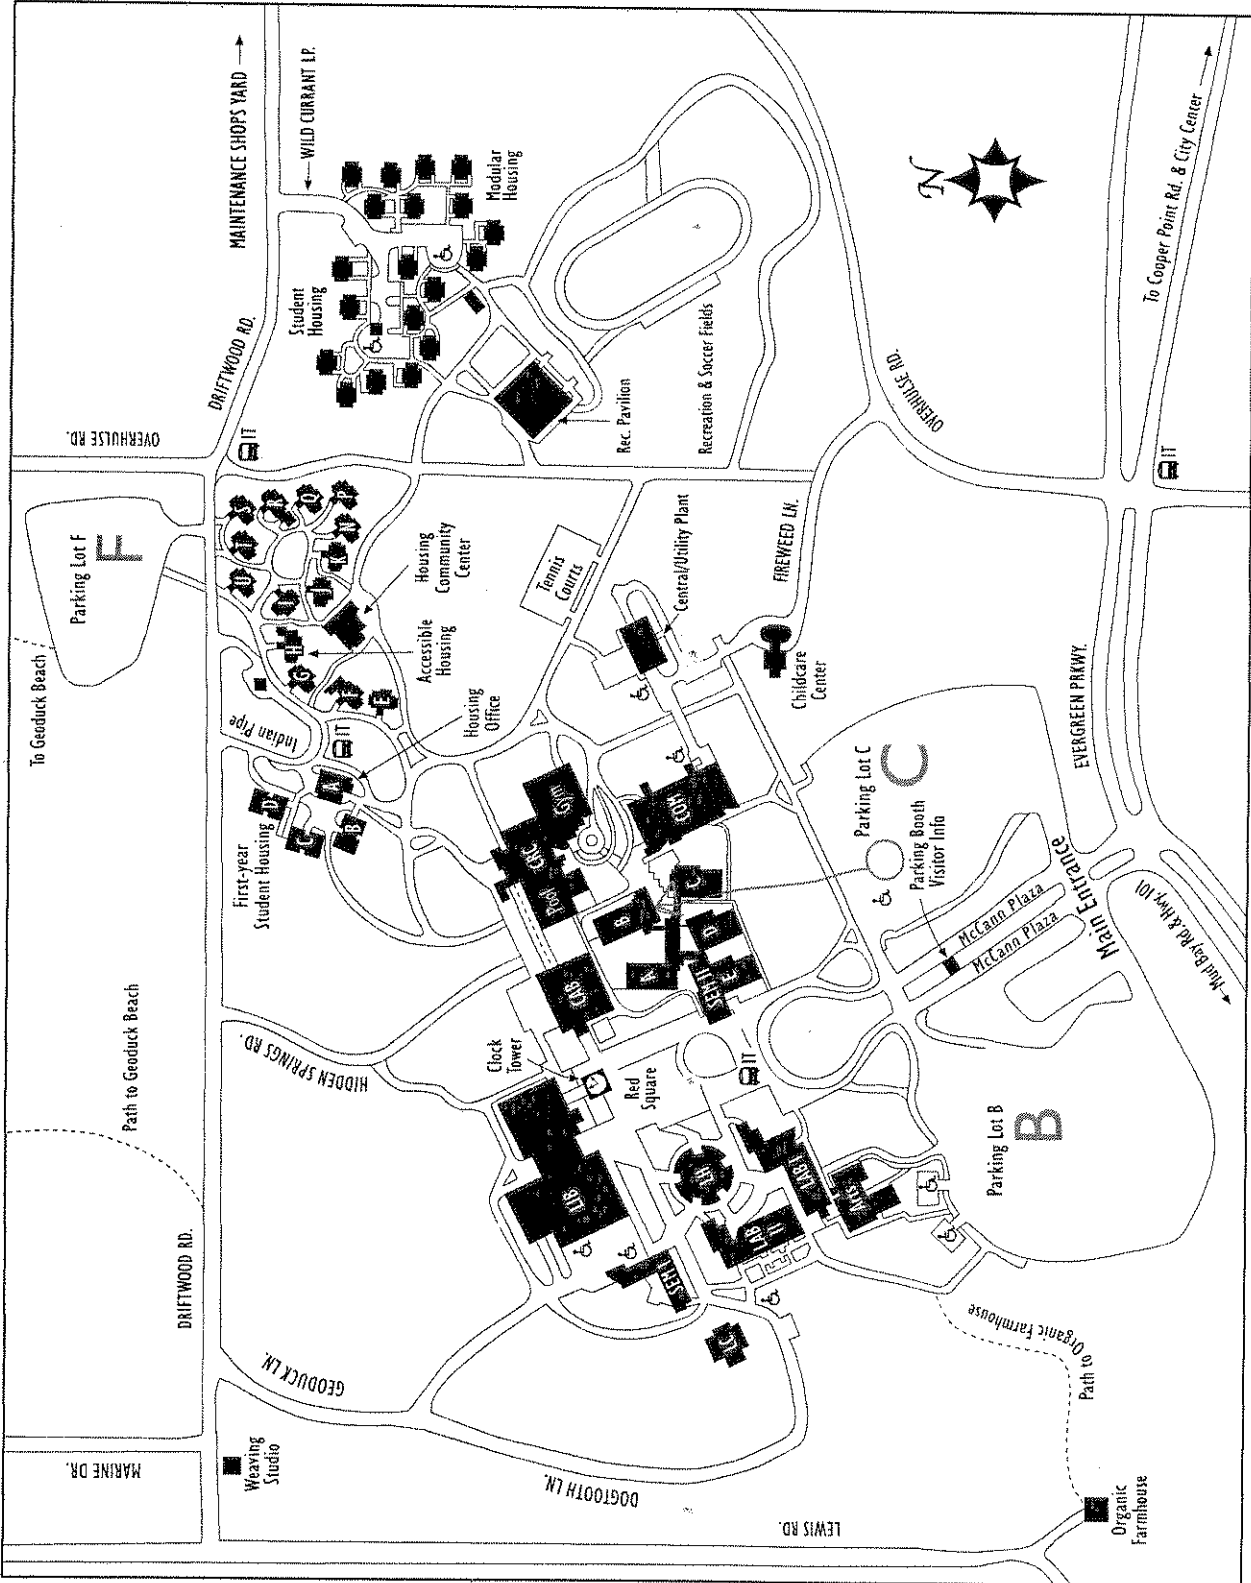 MAINTENANCE SHOPS YARD
WILD CURRANT LP.
DRIFTWOOD RD.
OVERHULSE RD.
IT
Student
Housing
Modular
Housing
N
To Cooper Point Rd. & City Center
Rec. Pavilion
Recreation & Soccer Fields
OVERHULSE RD.
IT
Parking Lot F
F
To Geoduck Beach
S
R
Q
P
T
N
U
K
J
H
G
E
Housing
Community
Center
Accessible
Housing
Housing
Office
Indian Pipe
IT
First-year
Student Housing
D
C
A
B
Tennis
Courts
Central/Utility Plant
FIREWEED LN.
Childcare
Center
EVERGREEN PRKWY.
Gym
CRC
Pool
COM
CAB
B
C
A
D
E
SEM II
Parking Lot C
C
Parking Booth
Visitor Info
McCann Plaza
McCann Plaza
Main Entrance
Mud Bay Rd. & Hwy. 101
Path to Geoduck Beach
HIDDEN SPRINGS RD.
Clock
Tower
Red
Square
IT
LIB
LH
LAB I
LAB
II
Arts
SEM I
LC
Parking Lot B
B
DRIFTWOOD RD.
GEODUCK LN.
MARINE DR.
Weaving
Studio
DOGTOOTH LN.
LEWIS RD.
Path to Organic Farmhouse
Organic
Farmhouse